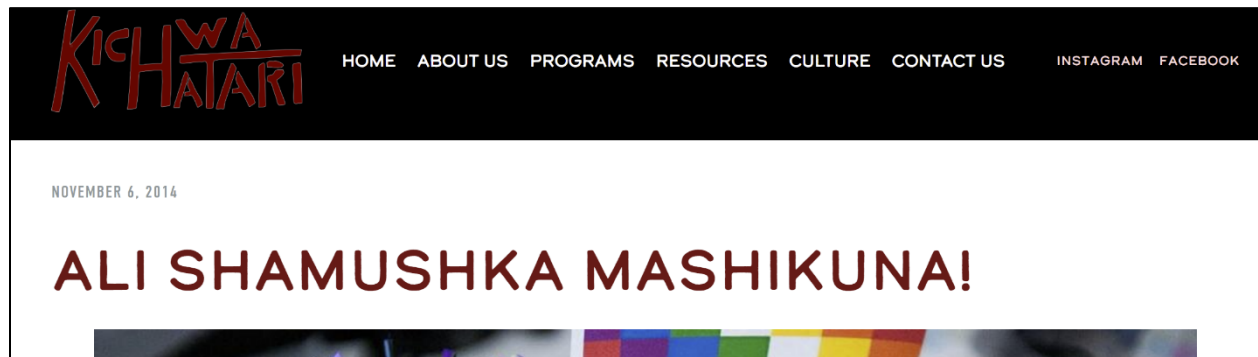 KICHWA
HATARI
HOME ABOUT US PROGRAMS RESOURCES CULTURE CONTACT US INSTAGRAM FACEBOOK
NOVEMBER 6, 2014
ALI SHAMUSHKA MASHIKUNA!